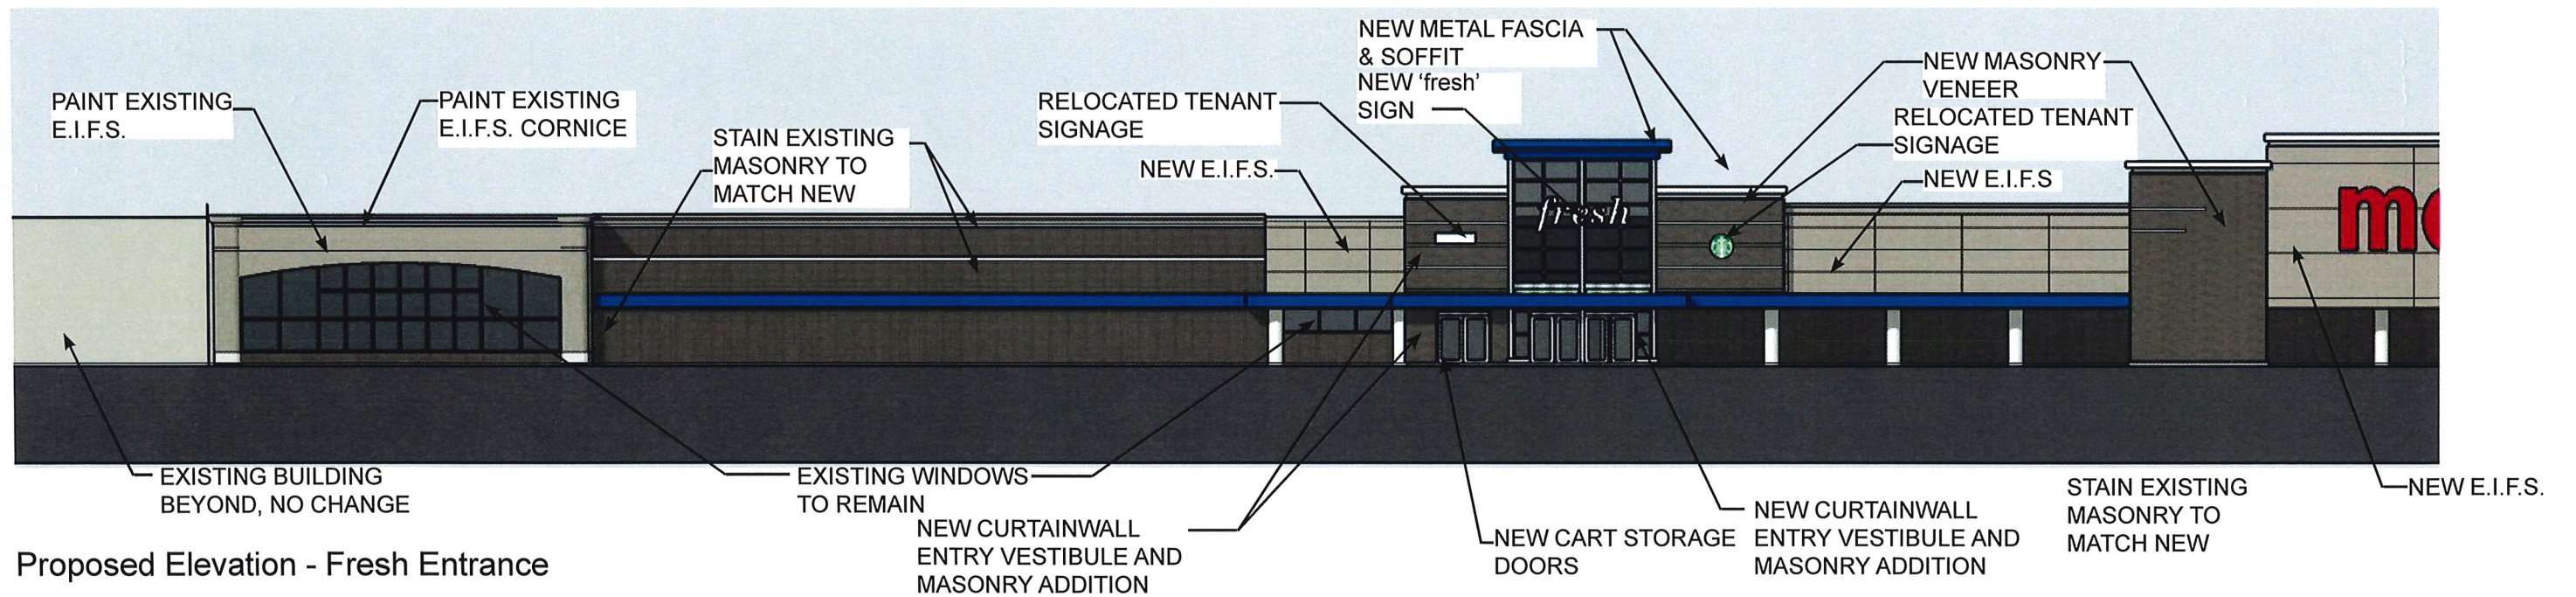 NEW METAL FASCIA
& SOFFIT
NEW 'fresh'
SIGN
NEW MASONRY
VENEER
PAINT EXISTING
E.I.F.S.
PAINT EXISTING
E.I.F.S. CORNICE
STAIN EXISTING
MASONRY TO
MATCH NEW
RELOCATED TENANT
SIGNAGE
NEW E.I.F.S.
RELOCATED TENANT
SIGNAGE
NEW E.I.F.S
fresh
me
EXISTING BUILDING
BEYOND, NO CHANGE
EXISTING WINDOWS
TO REMAIN
NEW CURTAINWALL
ENTRY VESTIBULE AND
MASONRY ADDITION
NEW CART STORAGE
DOORS
NEW CURTAINWALL
ENTRY VESTIBULE AND
MASONRY ADDITION
STAIN EXISTING
MASONRY TO
MATCH NEW
NEW E.I.F.S.
Proposed Elevation - Fresh Entrance